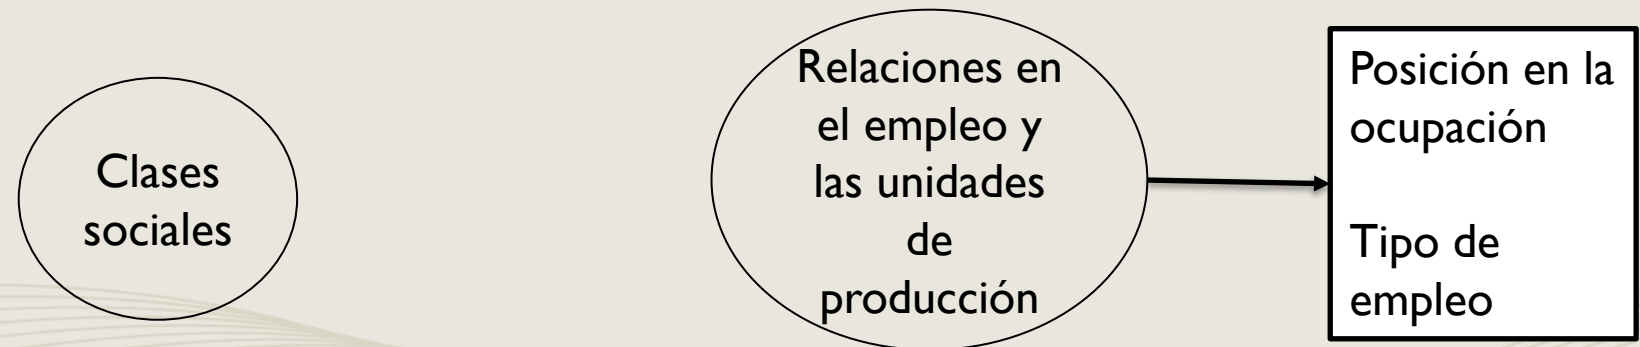 Clases
sociales
Relaciones en
el empleo y
las unidades
de
producción
Posición en la
ocupación
Tipo de
empleo